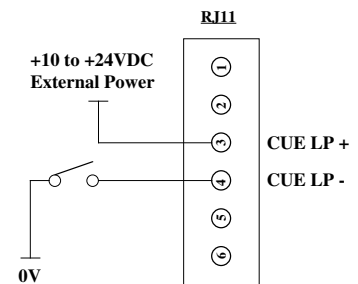 RJ11
+10 to +24VDC
External Power
1
2
3
CUE LP +
4
CUE LP -
5
6
0V